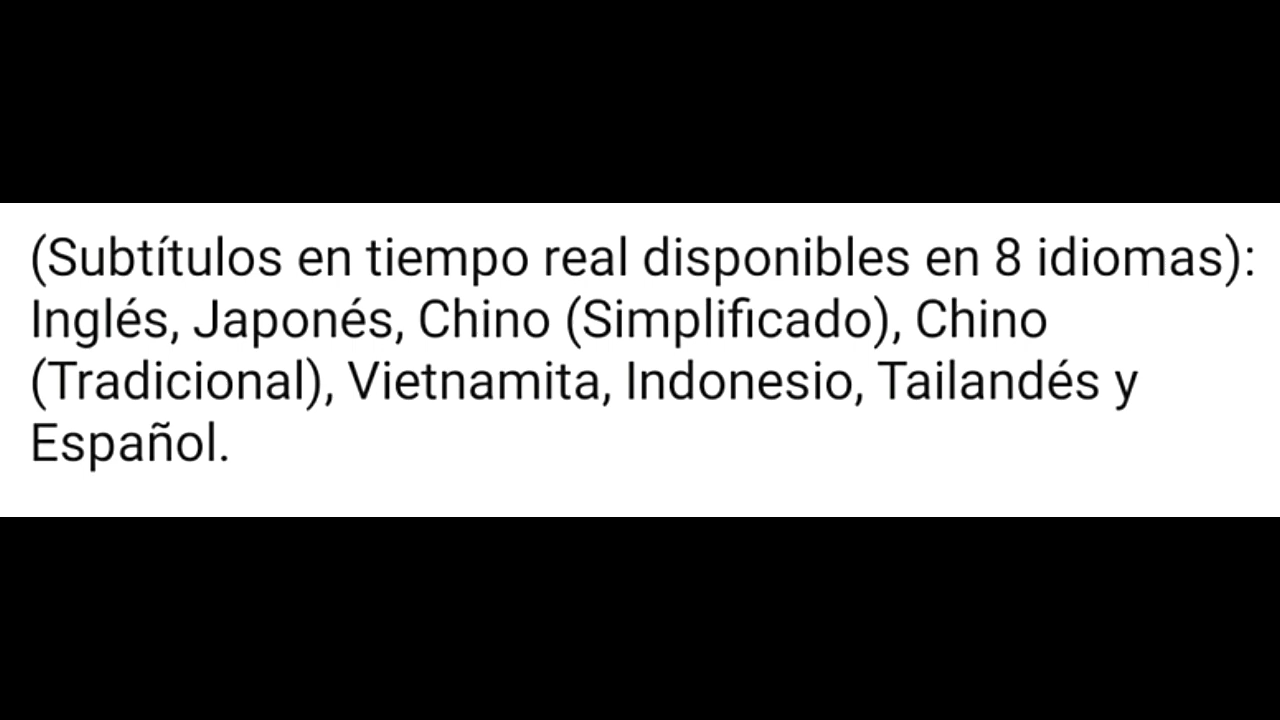 (Subtítulos en tiempo real disponibles en 8 idiomas):
Inglés, Japonés, Chino (Simplificado), Chino
(Tradicional), Vietnamita, Indonesio, Tailandés y
Español.